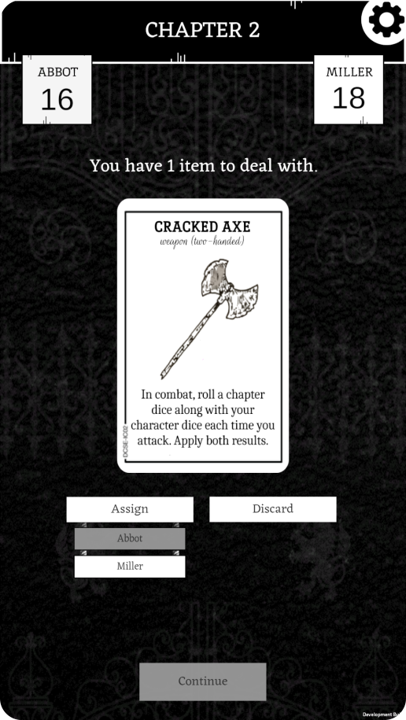 CHAPTER 2
ABBOT
16
MILLER
18
You have 1 item to deal with.
CRACKED AXE
weapon (two-handed)
In combat, roll a chapter
dice along with your
character dice each time you
attack. Apply both results.
Assign
Discard
Abbot
Miller
Continue
Development